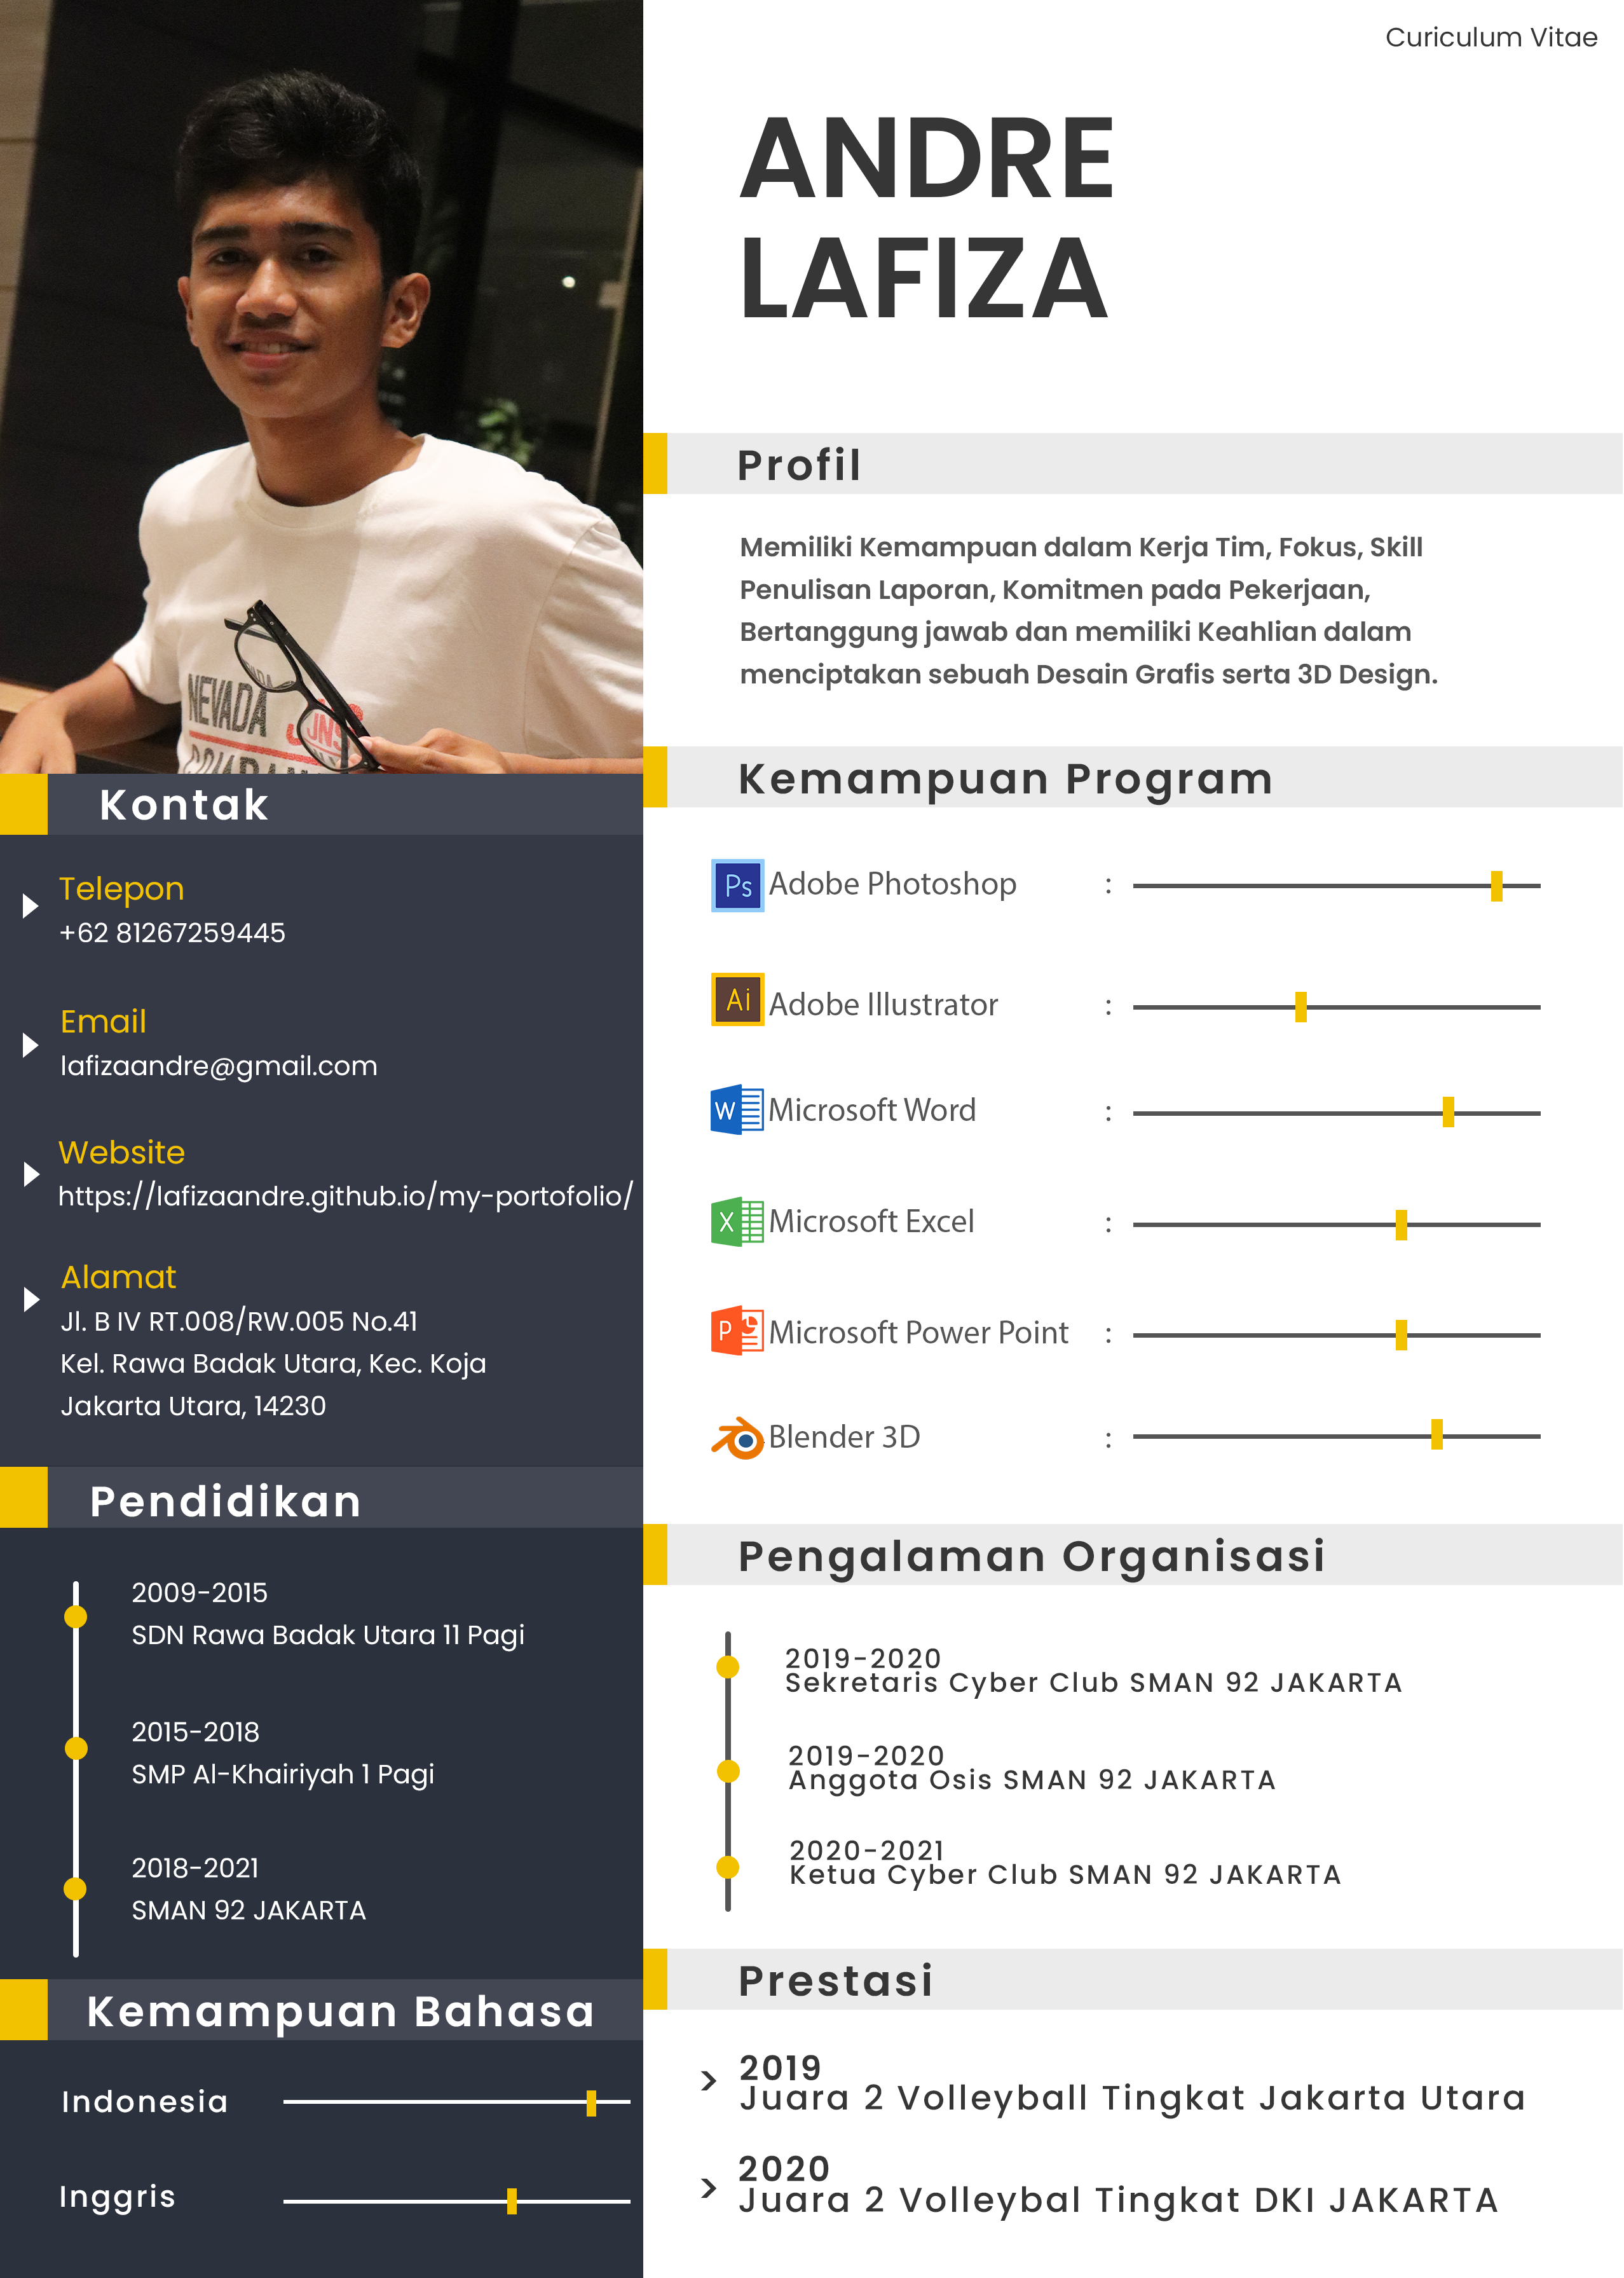 Curiculum Vitae
ANDRE
LAFIZA
Profil
Memiliki Kemampuan dalam Kerja Tim, Fokus, Skill
Penulisan Laporan, Komitmen pada Pekerjaan,
Bertanggung jawab dan memiliki Keahlian dalam
menciptakan sebuah Desain Grafis serta 3D Design.
Kemampuan Program
Ps Adobe Photoshop :
Ai Adobe Illustrator :
W Microsoft Word :
X Microsoft Excel :
P Microsoft Power Point :
Blender 3D :
Pengalaman Organisasi
2019-2020
Sekretaris Cyber Club SMAN 92 JAKARTA
2019-2020
Anggota Osis SMAN 92 JAKARTA
2020-2021
Ketua Cyber Club SMAN 92 JAKARTA
Prestasi
> 2019
Juara 2 Volleyball Tingkat Jakarta Utara
> 2020
Juara 2 Volleybal Tingkat DKI JAKARTA
NEVADA
JNS
Kontak
Telepon
+62 81267259445
Email
lafizaandre@gmail.com
Website
https://lafizaandre.github.io/my-portofolio/
Alamat
Jl. B IV RT.008/RW.005 No.41
Kel. Rawa Badak Utara, Kec. Koja
Jakarta Utara, 14230
Pendidikan
2009-2015
SDN Rawa Badak Utara 11 Pagi
2015-2018
SMP Al-Khairiyah 1 Pagi
2018-2021
SMAN 92 JAKARTA
Kemampuan Bahasa
Indonesia
Inggris